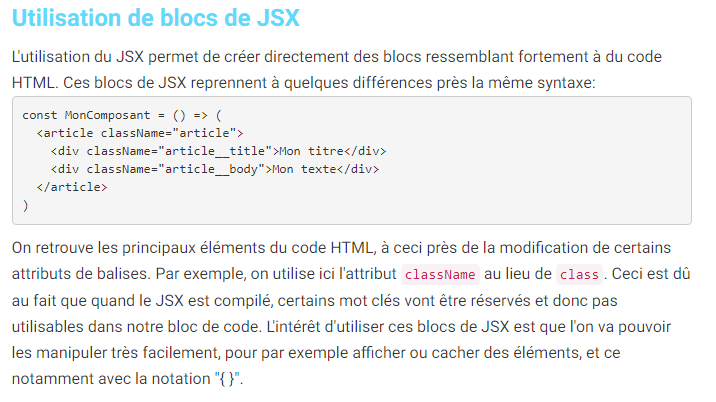 Utilisation de blocs de JSX
L'utilisation du JSX permet de créer directement des blocs ressemblant fortement à du code
HTML. Ces blocs de JSX reprennent à quelques différences près la même syntaxe:
const MonComposant = () => (
  <article className="article">
    <div className="article__title">Mon titre</div>
    <div className="article__body">Mon texte</div>
  </article>
)
On retrouve les principaux éléments du code HTML, à ceci près de la modification de certains
attributs de balises. Par exemple, on utilise ici l'attribut className au lieu de class. Ceci est dû
au fait que quand le JSX est compilé, certains mot clés vont être réservés et donc pas
utilisables dans notre bloc de code. L'intérêt d'utiliser ces blocs de JSX est que l'on va pouvoir
les manipuler très facilement, pour par exemple afficher ou cacher des éléments, et ce
notamment avec la notation "{ }".